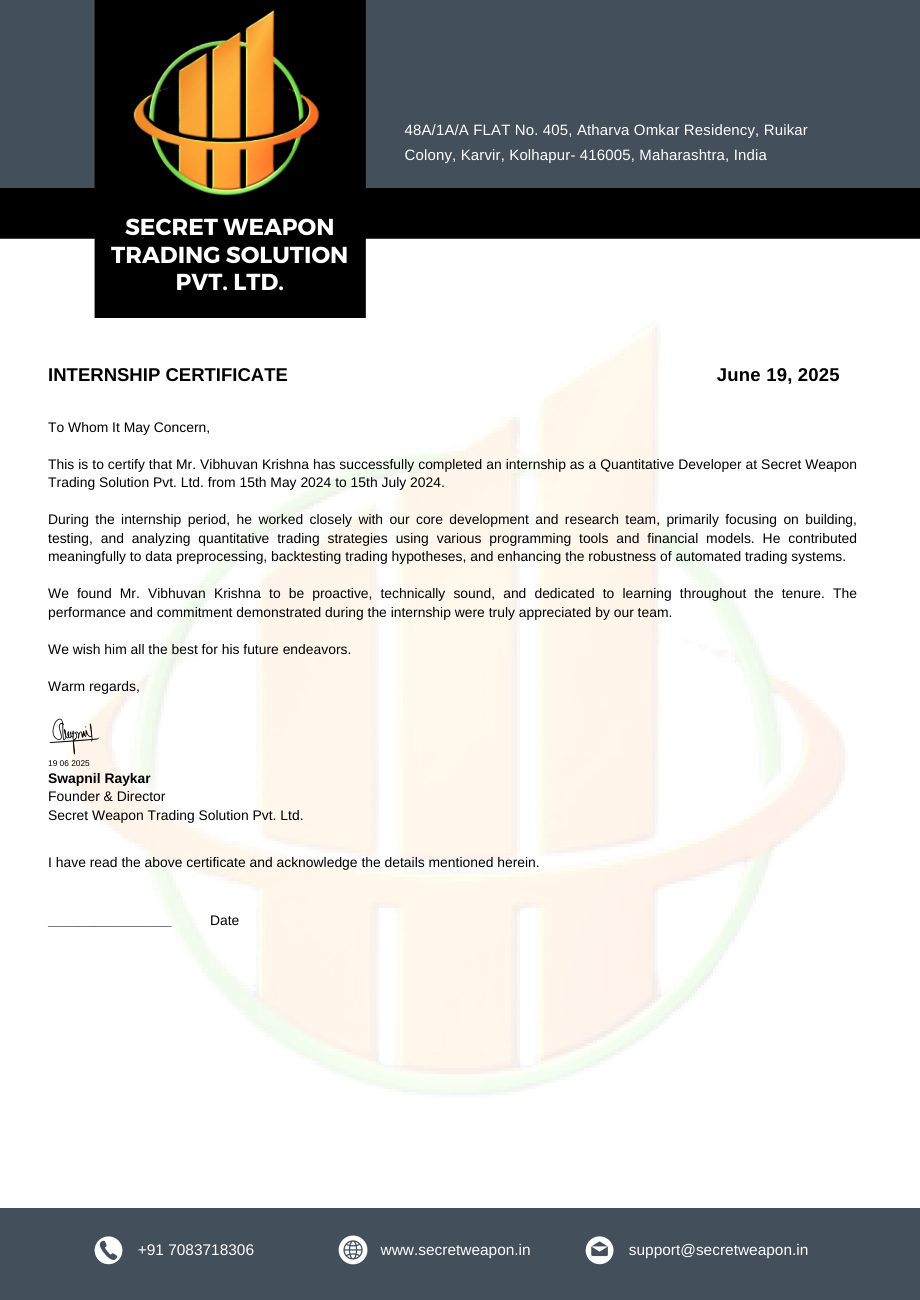 48A/1A/A FLAT No. 405, Atharva Omkar Residency, Ruikar
Colony, Karvir, Kolhapur- 416005, Maharashtra, India
SECRET WEAPON
TRADING SOLUTION
PVT. LTD.
INTERNSHIP CERTIFICATE June 19, 2025
To Whom It May Concern,
This is to certify that Mr. Vibhuvan Krishna has successfully completed an internship as a Quantitative Developer at Secret Weapon
Trading Solution Pvt. Ltd. from 15th May 2024 to 15th July 2024.
During the internship period, he worked closely with our core development and research team, primarily focusing on building,
testing, and analyzing quantitative trading strategies using various programming tools and financial models. He contributed
meaningfully to data preprocessing, backtesting trading hypotheses, and enhancing the robustness of automated trading systems.
We found Mr. Vibhuvan Krishna to be proactive, technically sound, and dedicated to learning throughout the tenure. The
performance and commitment demonstrated during the internship were truly appreciated by our team.
We wish him all the best for his future endeavors.
Warm regards,
19 06 2025
Swapnil Raykar
Founder & Director
Secret Weapon Trading Solution Pvt. Ltd.
I have read the above certificate and acknowledge the details mentioned herein.
________________ Date
+91 7083718306 www.secretweapon.in support@secretweapon.in